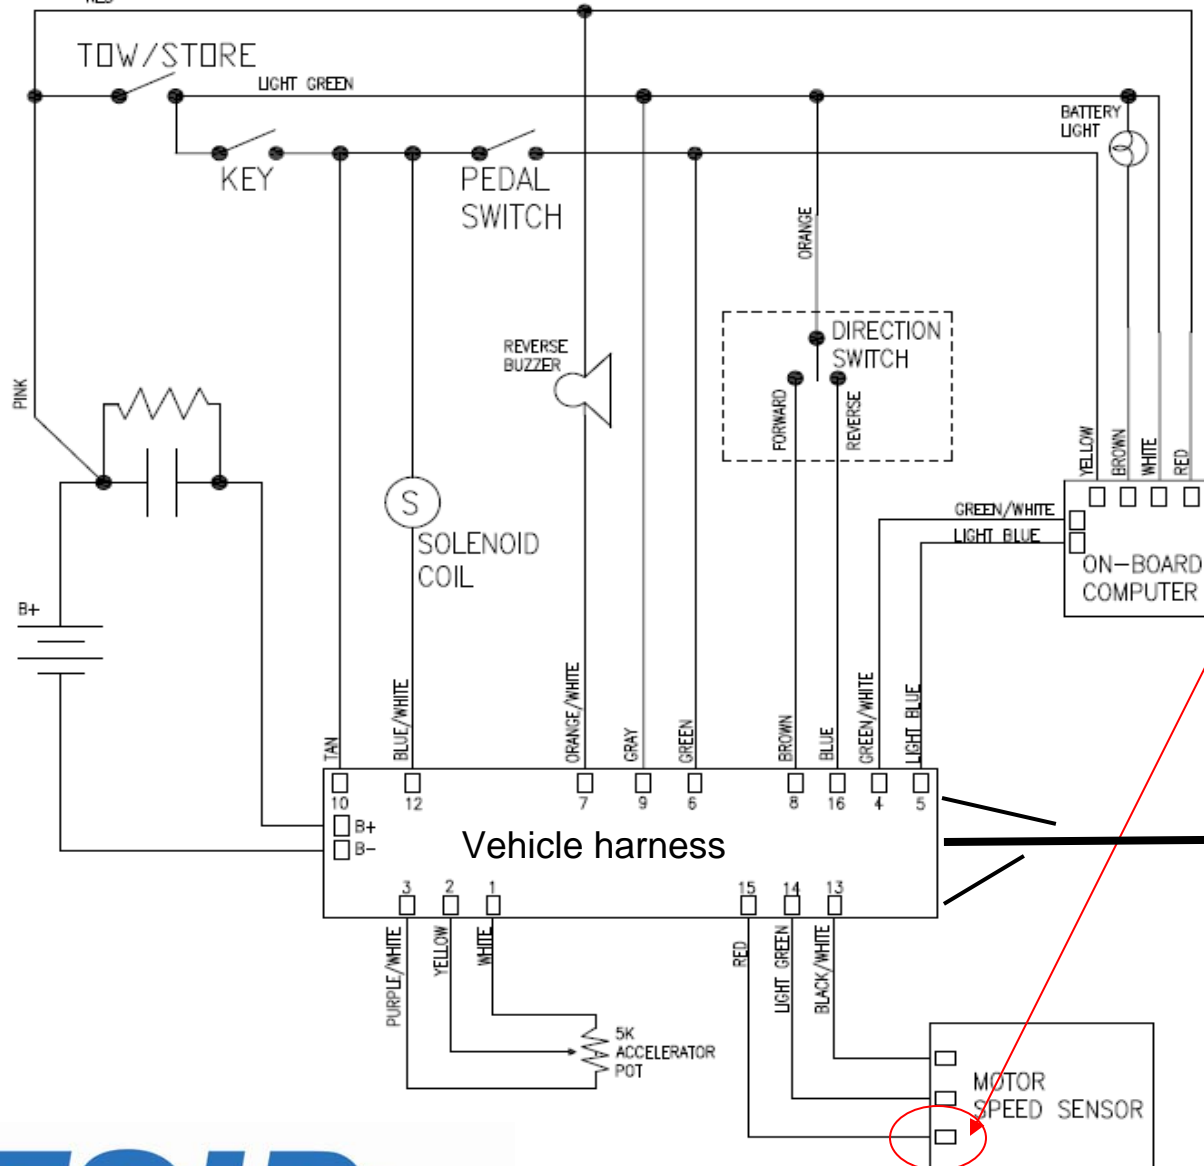 RED
TOW/STORE
LIGHT GREEN
BATTERY
LIGHT
KEY
PEDAL
SWITCH
ORANGE
DIRECTION
SWITCH
REVERSE
BUZZER
PINK
FORWARD
REVERSE
YELLOW
BROWN
WHITE
RED
S
GREEN/WHITE
LIGHT BLUE
SOLENOID
COIL
ON-BOARD
COMPUTER
B+
TAN
BLUE/WHITE
ORANGE/WHITE
GRAY
GREEN
BROWN
BLUE
GREEN/WHITE
LIGHT BLUE
10 12 7 9 6 8 16 4 5
B+
B-
Vehicle harness
3 2 1 15 14 13
PURPLE/WHITE
YELLOW
WHITE
RED
LIGHT GREEN
BLACK/WHITE
5K
ACCELERATOR
POT
MOTOR
SPEED SENSOR